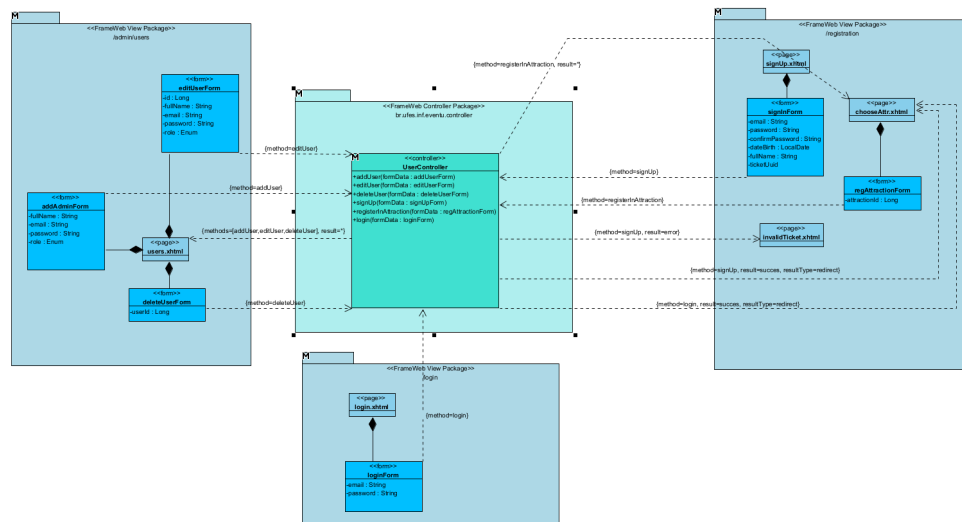 <<FrameWeb View Package>>
/admin/users
<<form>>
editUserForm
-id : Long
-fullName : String
-email : String
-password : String
-role : Enum
<<form>>
addAdminForm
-fullName : String
-email : String
-password : String
-role : Enum
<<page>>
users.xhtml
<<form>>
deleteUserForm
-userId : Long
{method=editUser}
{method=addUser}
{methods=[addUser,editUser,deleteUser], result=*}
{method=deleteUser}
<<FrameWeb Controller Package>>
br.ufes.inf.eventu.controller
<<controller>>
UserController
+addUser(formData : addUserForm)
+editUser(formData : editUserForm)
+deleteUser(formData : deleteUserForm)
+signUp(formData : signUpForm)
+registerInAttraction(formData : regAttractionForm)
+login(formData : loginForm)
{method=registerInAttraction, result=*}
{method=signUp}
{method=registerInAttraction}
{method=signUp, result=error}
{method=signUp, result=succes, resultType=redirect}
{method=login, result=succes, resultType=redirect}
<<FrameWeb View Package>>
/registration
<<page>>
signUp.xhtml
<<form>>
signInForm
-email : String
-password : String
-confirmPassword : String
-dateBirth : LocalDate
-fullName : String
-ticketUuid
<<page>>
chooseAttr.xhtml
<<form>>
regAttractionForm
-attractionId : Long
<<page>>
invalidTicket.xhtml
<<FrameWeb View Package>>
/login
<<page>>
login.xhtml
{method=login}
<<form>>
loginForm
-email : String
-password : String